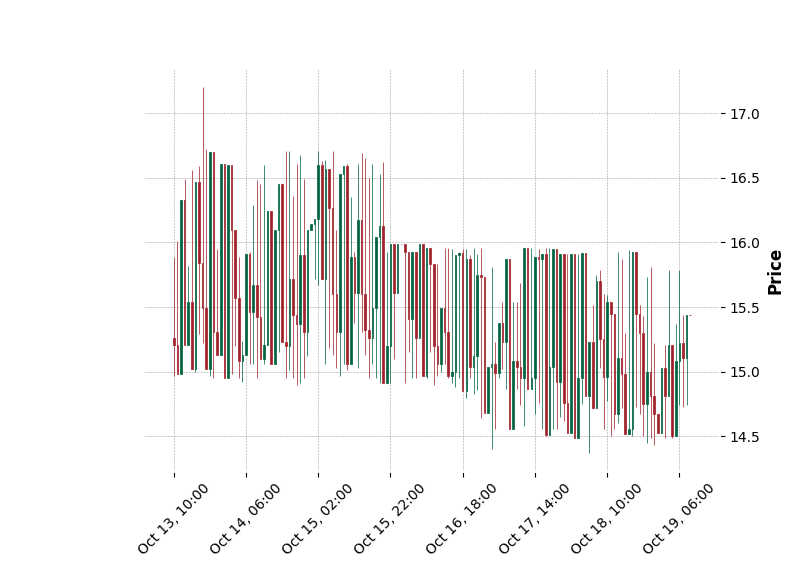 17.0
16.5
16.0
15.5
15.0
14.5
Price
Oct 13, 10:00
Oct 14, 06:00
Oct 15, 02:00
Oct 15, 22:00
Oct 16, 18:00
Oct 17, 14:00
Oct 18, 10:00
Oct 19, 06:00